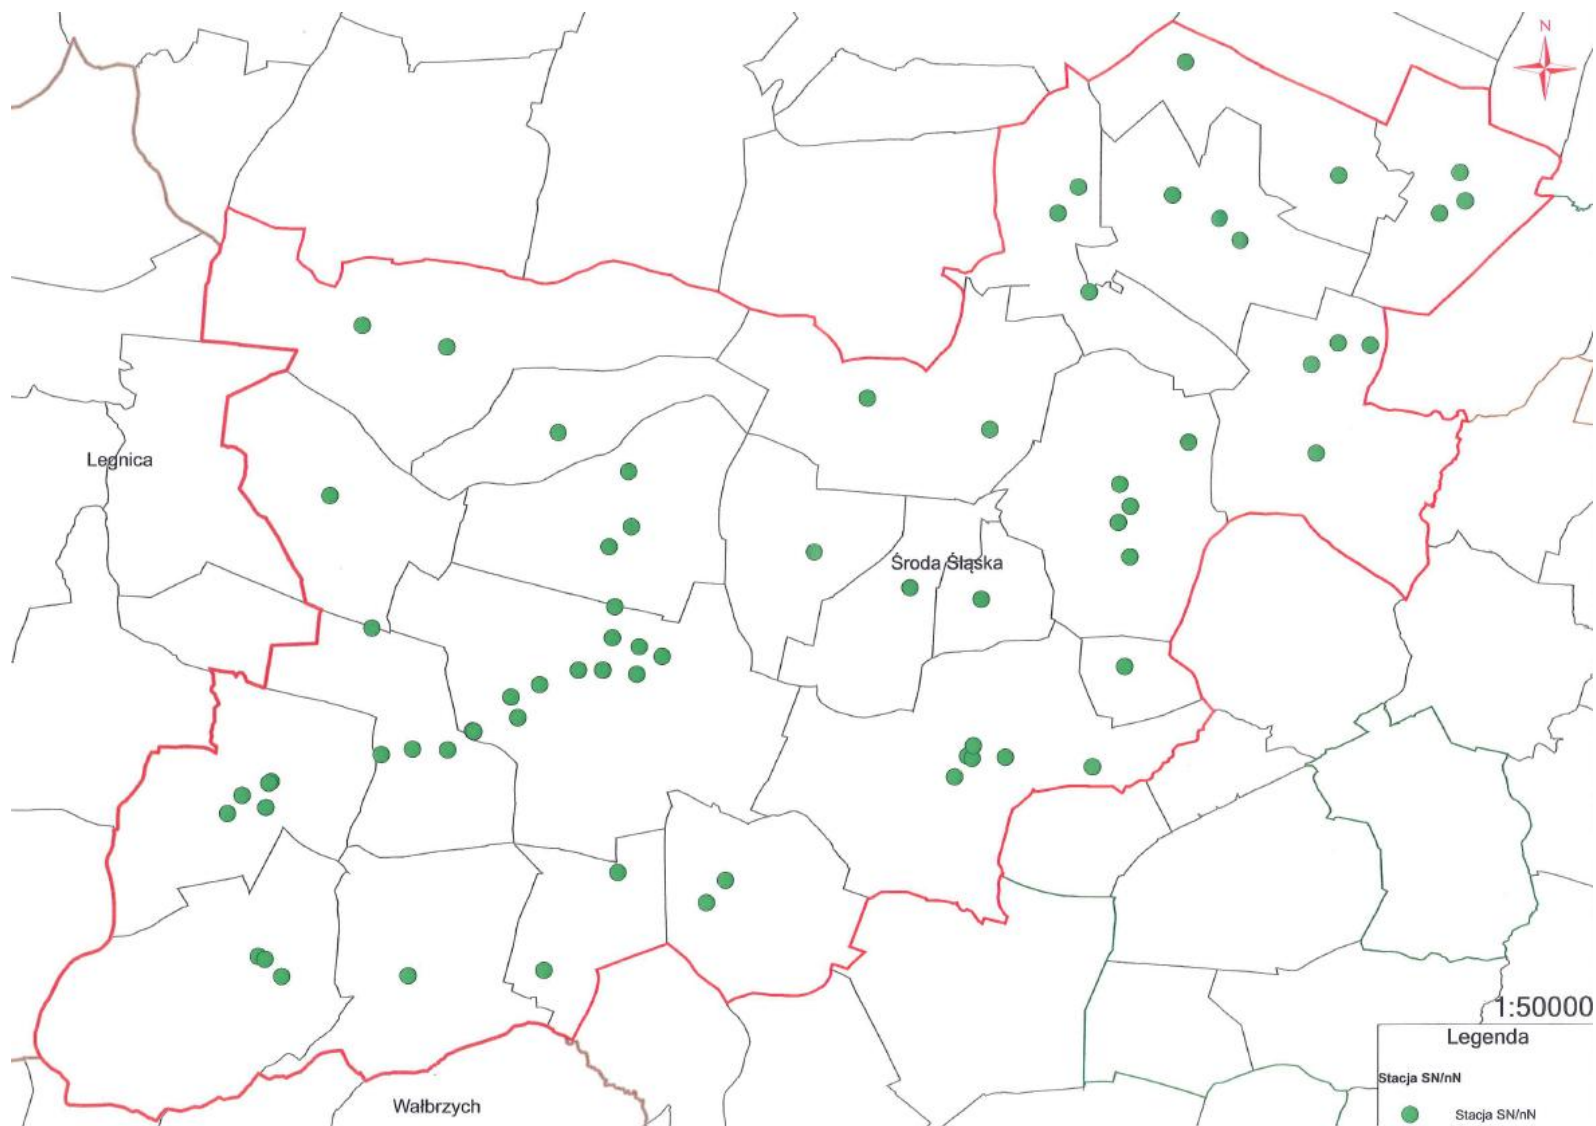 N
Legnica
Środa Śląska
1:50000
Legenda
Stacja SN/nN
Stacja SN/nN
Wałbrzych